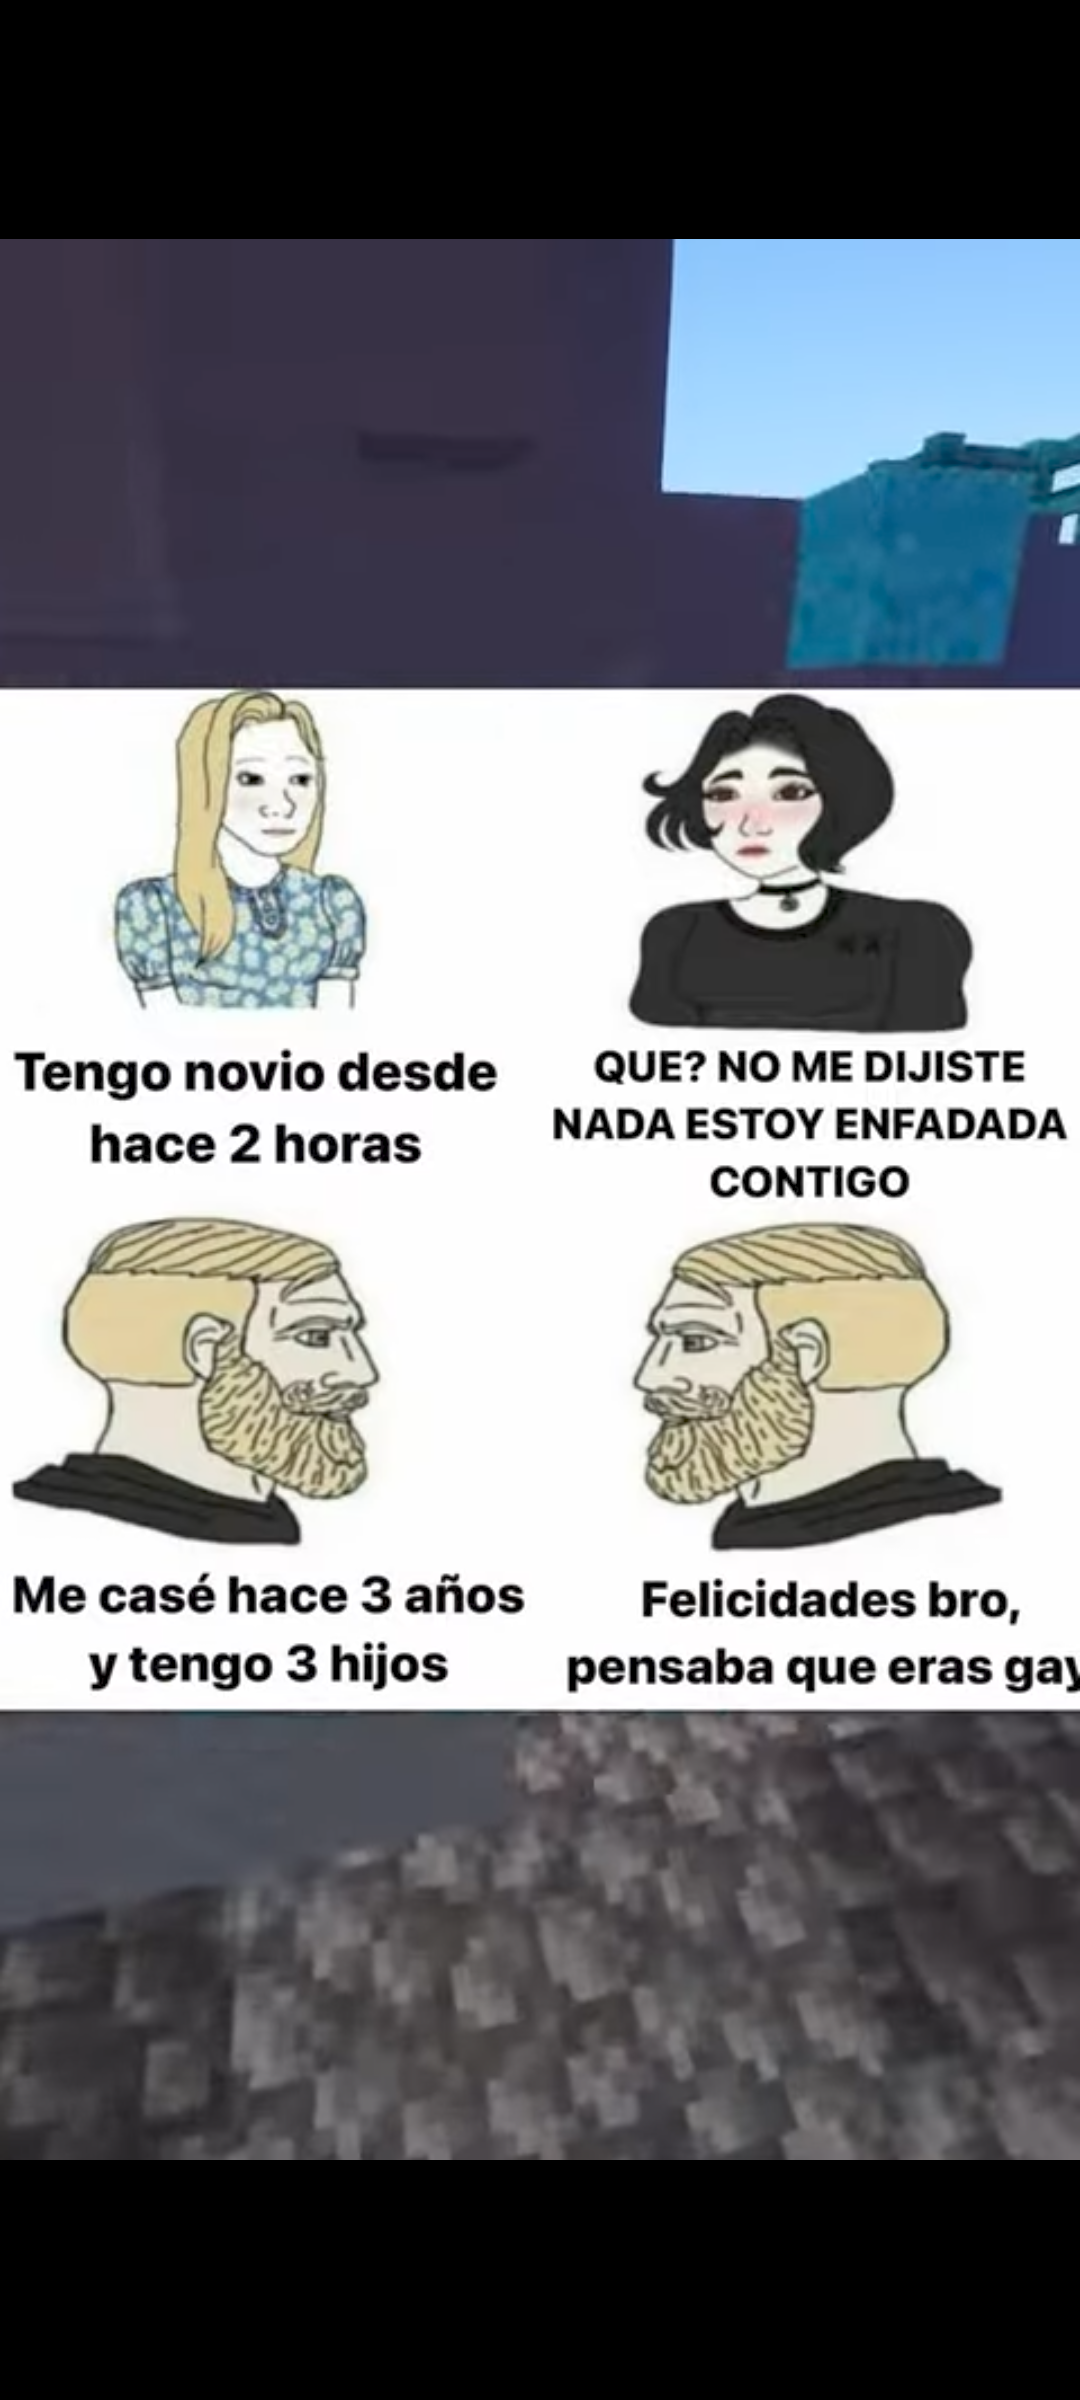 Tengo novio desde
hace 2 horas
QUE? NO ME DIJISTE
NADA ESTOY ENFADADA
CONTIGO
Me casé hace 3 años
y tengo 3 hijos
Felicidades bro,
pensaba que eras gay